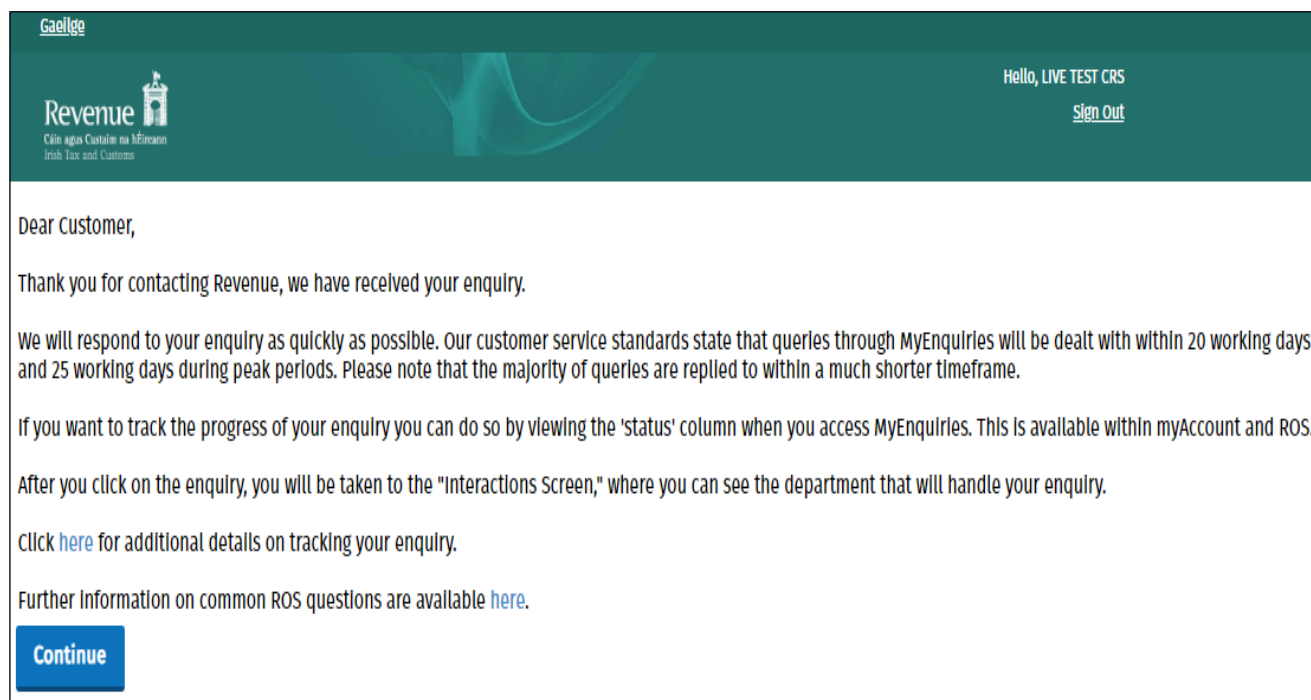 Gaeilge
Hello, LIVE TEST CRS
Sign Out
Revenue
Cáin agus Custaim na hÉireann
Irish Tax and Customs
Dear Customer,
Thank you for contacting Revenue, we have received your enquiry.
We will respond to your enquiry as quickly as possible. Our customer service standards state that queries through MyEnquiries will be dealt with within 20 working days
and 25 working days during peak periods. Please note that the majority of queries are replied to within a much shorter timeframe.
If you want to track the progress of your enquiry you can do so by viewing the 'status' column when you access MyEnquiries. This is available within myAccount and ROS.
After you click on the enquiry, you will be taken to the "Interactions Screen," where you can see the department that will handle your enquiry.
Click here for additional details on tracking your enquiry.
Further information on common ROS questions are available here.
Continue